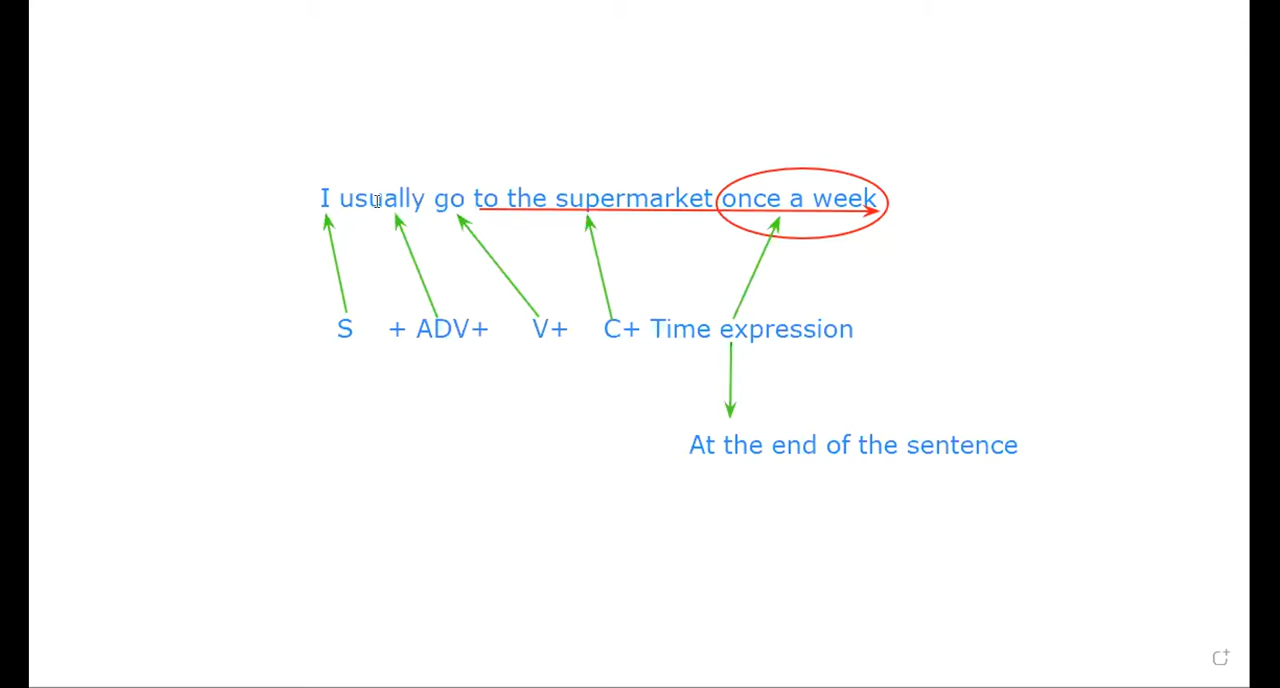 I usually go to the supermarket once a week
S + ADV+ V+ C+ Time expression
At the end of the sentence